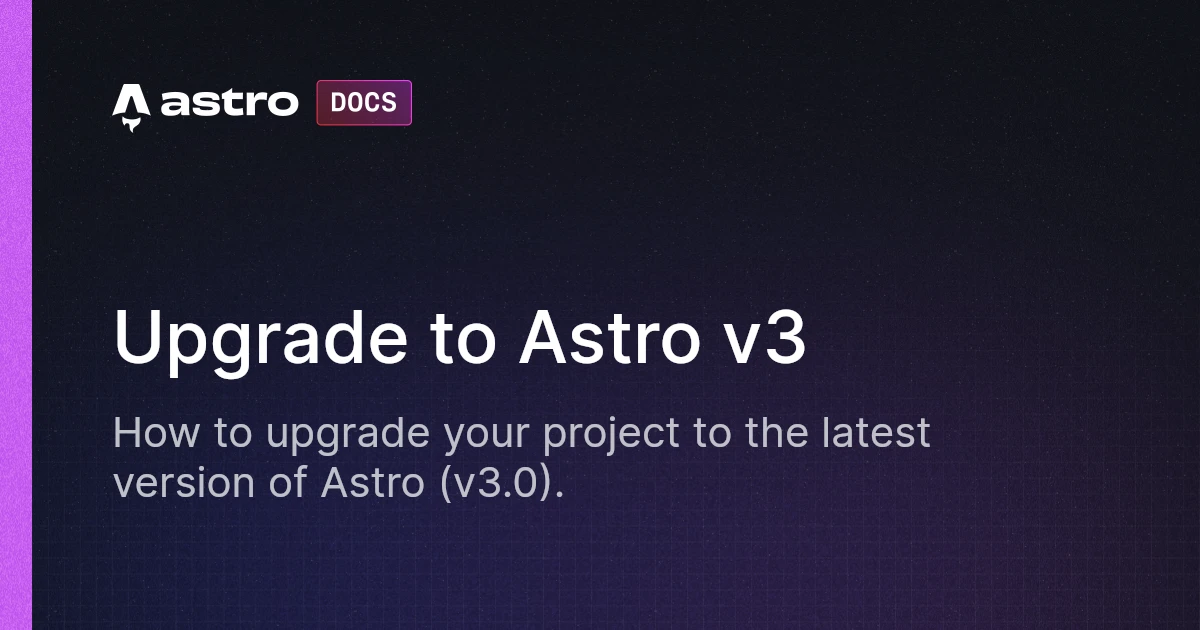 astro DOCS
Upgrade to Astro v3
How to upgrade your project to the latest
version of Astro (v3.0).